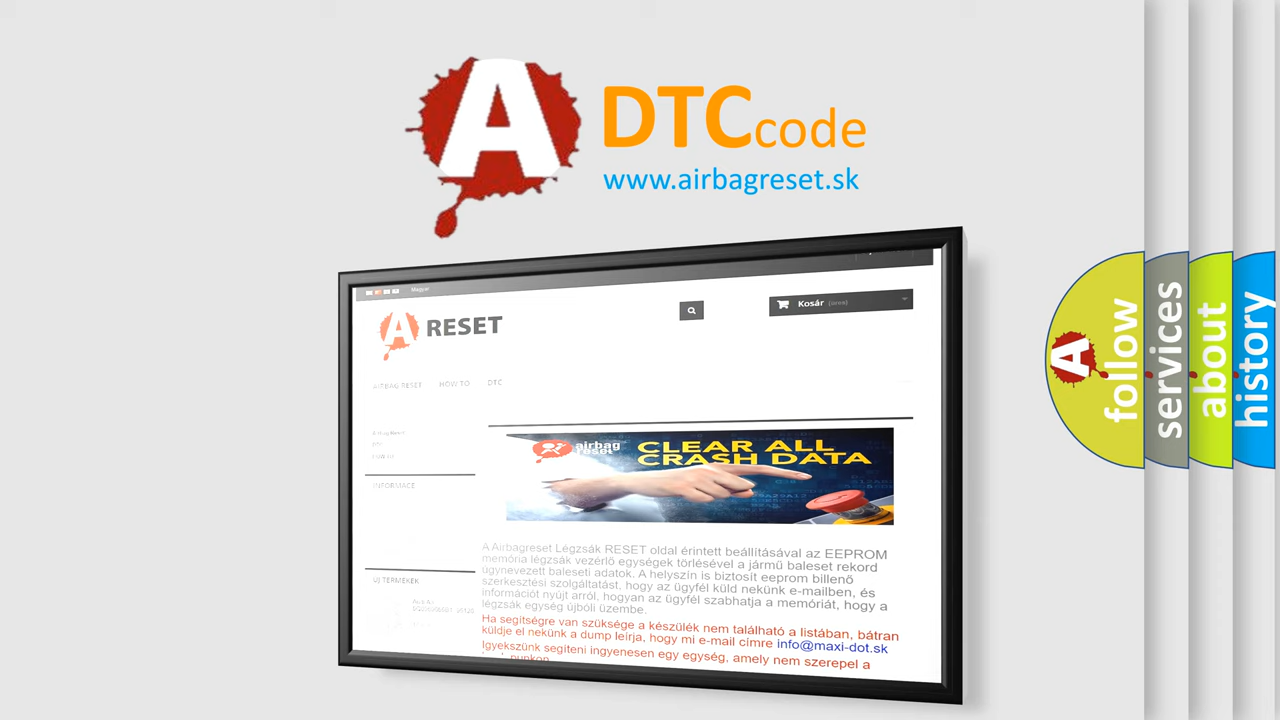 A
DTCcode
www.airbagreset.sk
Magyar
Kosár (üres)
A RESET
AIRBAG RESET HOW TO DTC
airbag
reset
CLEAR ALL
CRASH DATA
INFORMACE
A Airbagreset Légzsák RESET oldal érintett beállításával az EEPROM
memória légzsák vezérlő egységek törlésével a jármű baleset rekord
úgynevezett baleseti adatok. A helyszín is biztosít eeprom billenő
szerkesztési szolgáltatást, hogy az ügyfél küld nekünk e-mailben, és
információt nyújt arról, hogyan az ügyfél szabhatja a memóriát, hogy a
légzsák egység újbóli üzembe.
ÚJ TERMÉKEK
Ha segítségre van szüksége a készülék nem található a listában, bátran
küldje el nekünk a dump leírja, hogy mi e-mail címre info@maxi-dot.sk
Igyekszünk segíteni ingyenesen egy egység, amely nem szerepel a
A
follow
services
about
history